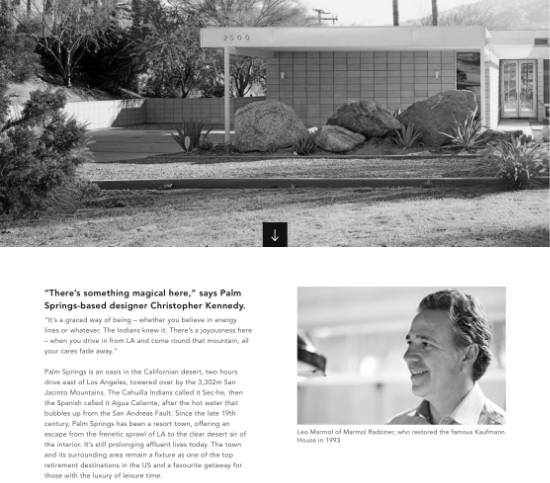 2500
"There's something magical here," says Palm
Springs-based designer Christopher Kennedy.
"It's a graced way of being – whether you believe in energy
lines or whatever. The Indians knew it. There's a joyousness here
– when you drive in from LA and come round that mountain, all
your cares fade away."
Palm Springs is an oasis in the Californian desert, two hours
drive east of Los Angeles, towered over by the 3,302m San
Jacinto Mountains. The Cahuilla Indians called it Sec-he, then
the Spanish called it Agua Caliente, after the hot water that
bubbles up from the San Andreas Fault. Since the late 19th
century, Palm Springs has been a resort town, offering an
escape from the frenetic sprawl of LA to the clear desert air of
the interior. It's still prolonging affluent lives today. The town
and its surrounding area remain a fixture as one of the top
retirement destinations in the US and a favourite getaway for
those with the luxury of leisure time.
Leo Marmol of Marmol Radziner, who restored the famous Kaufmann
House in 1993